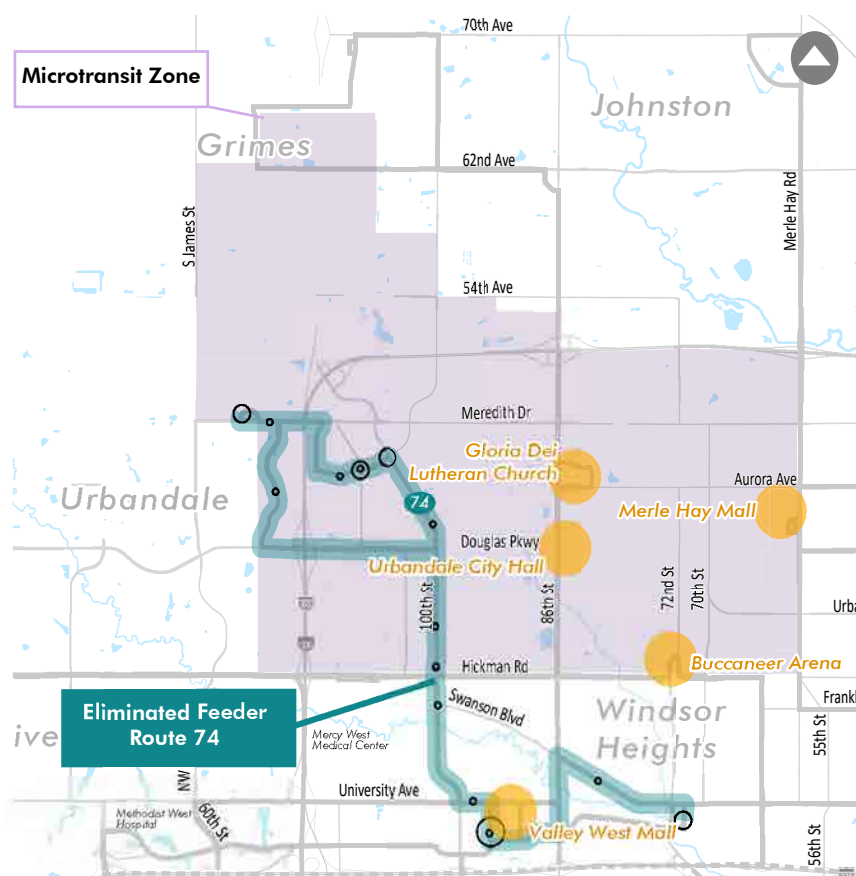 70th Ave
Microtransit Zone
Johnston
Grimes
62nd Ave
S James St
Merle Hay Rd
54th Ave
Meredith Dr
Gloria Dei
Lutheran Church
Aurora Ave
Urbandale
74
Merle Hay Mall
Douglas Pkwy
Urbandale City Hall
100th St
86th St
72nd St
70th St
Urba
Hickman Rd
Buccaneer Arena
Eliminated Feeder
Route 74
Swanson Blvd
Windsor
Heights
Frankl
ive
Mercy West
Medical Center
55th St
NW
University Ave
Methodist West
Hospital
60th St
Valley West Mall
56th St